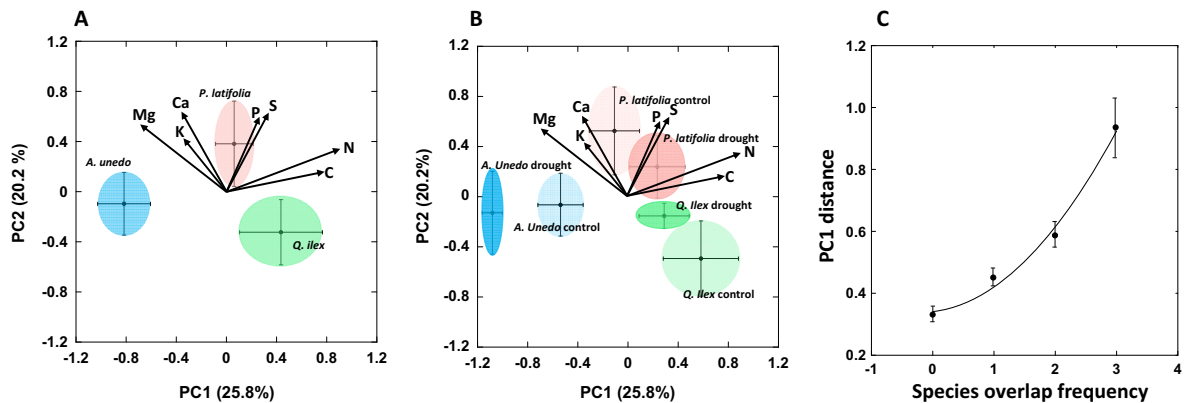 A
1.2
0.8
0.4
0
-0.4
-0.8
-1.2
PC2 (20.2 %)
P. latifolia
Ca
S
P
Mg
K
N
A. unedo
C
Q. ilex
-1.2 -0.8 -0.4 0 0.4 0.8 1.2
PC1 (25.8%)
B
1.2
0.8
0.4
0
-0.4
-0.8
-1.2
PC2 (20.2%)
P. latifolia control
Ca
S
P
Mg
K
P. latifolia drought
N
A. Unedo drought
C
Q. Ilex drought
A. Unedo control
Q. Ilex control
-1.2 -0.8 -0.4 0 0.4 0.8 1.2
PC1 (25.8%)
C
1.2
1.0
0.8
0.6
0.4
0.2
PC1 distance
-1 0 1 2 3 4
Species overlap frequency